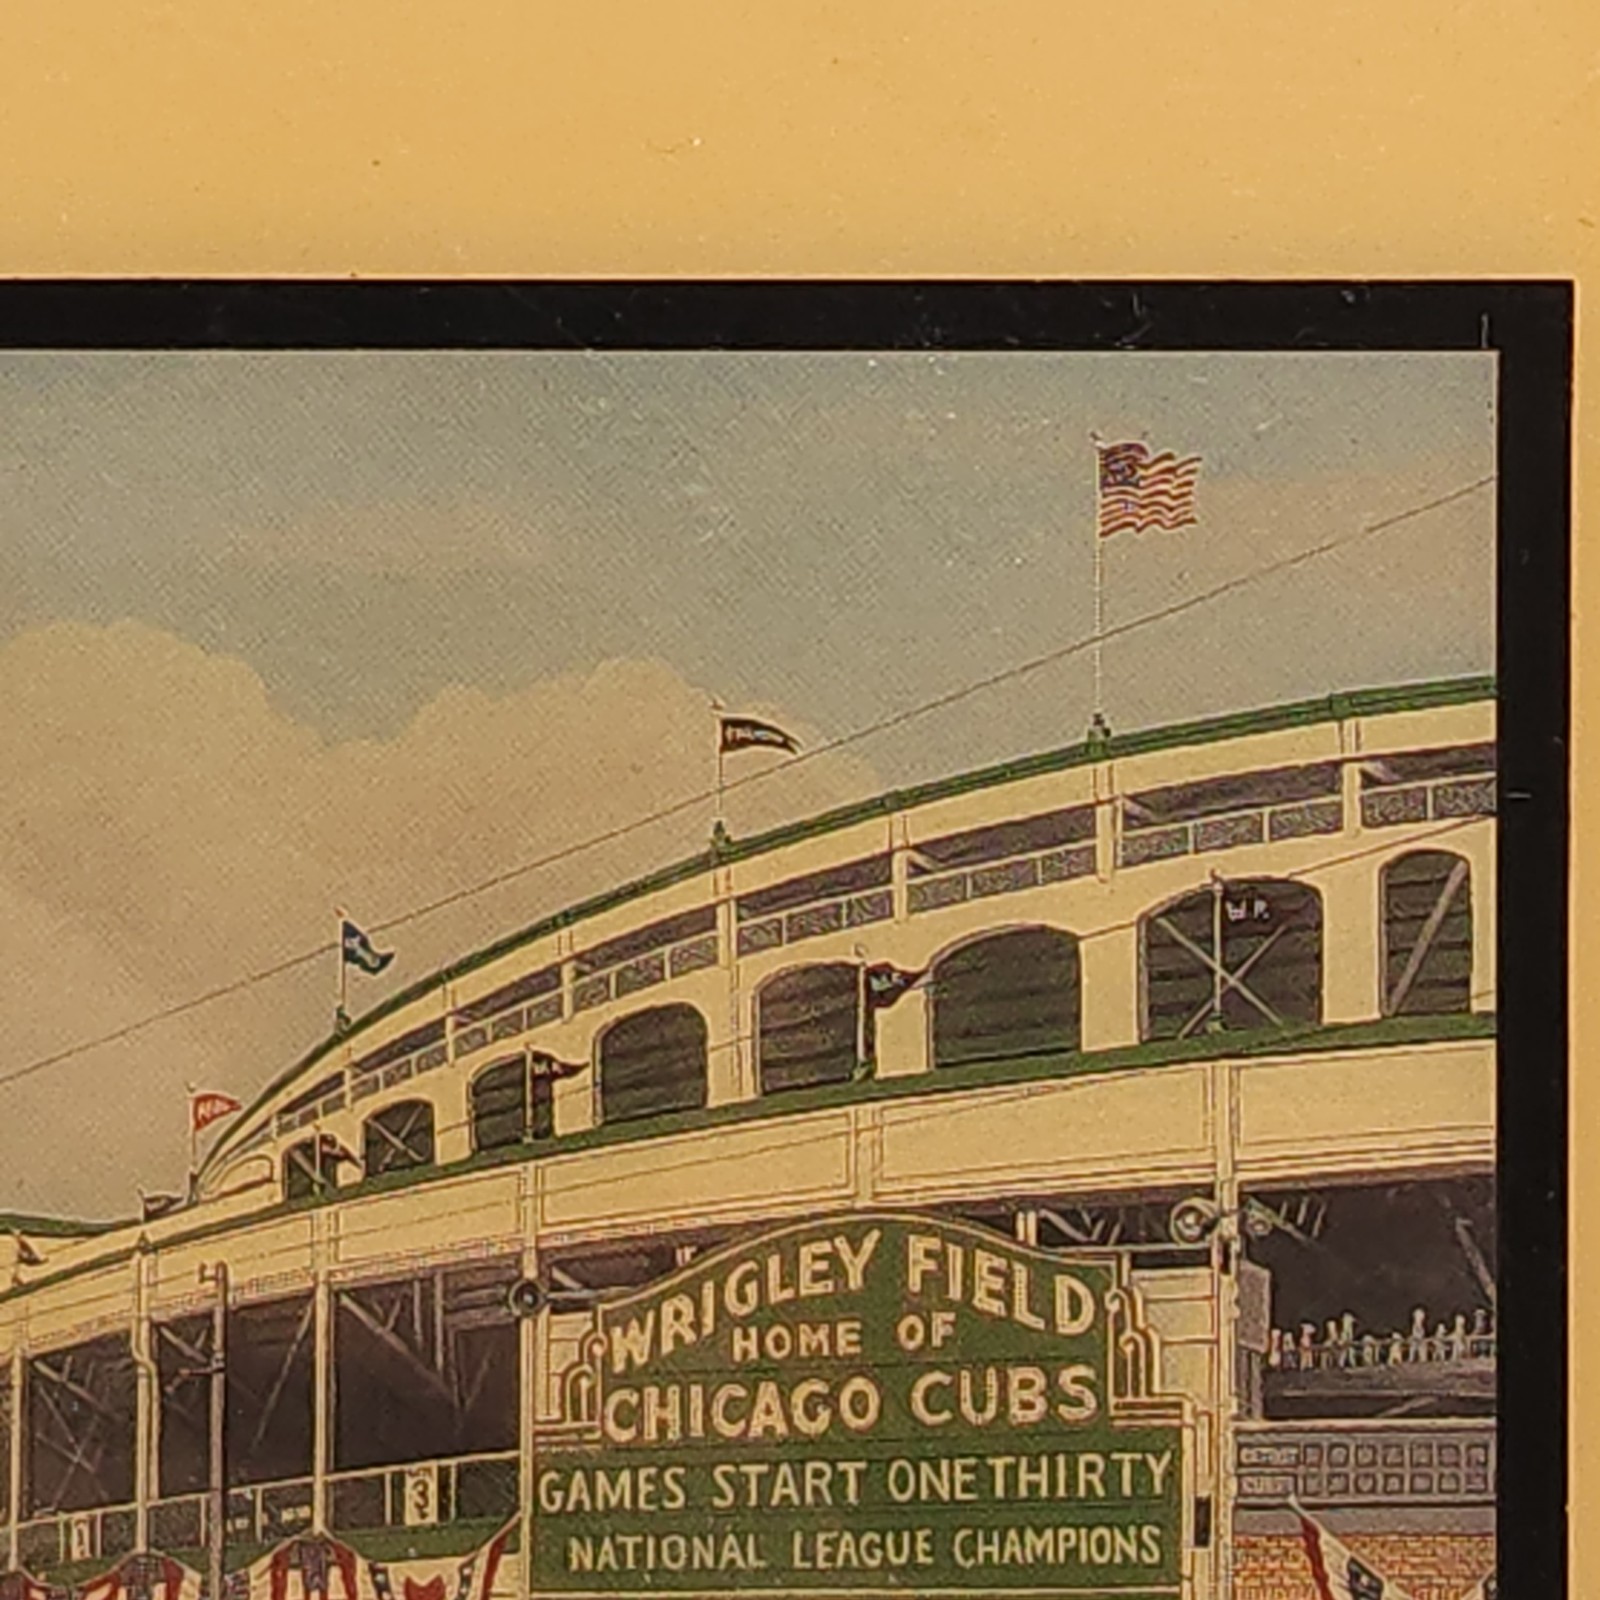 W.F.
WRIGLEY FIELD
HOME OF
CHICAGO CUBS
GAMES START ONE THIRTY
NATIONAL LEAGUE CHAMPIONS
3